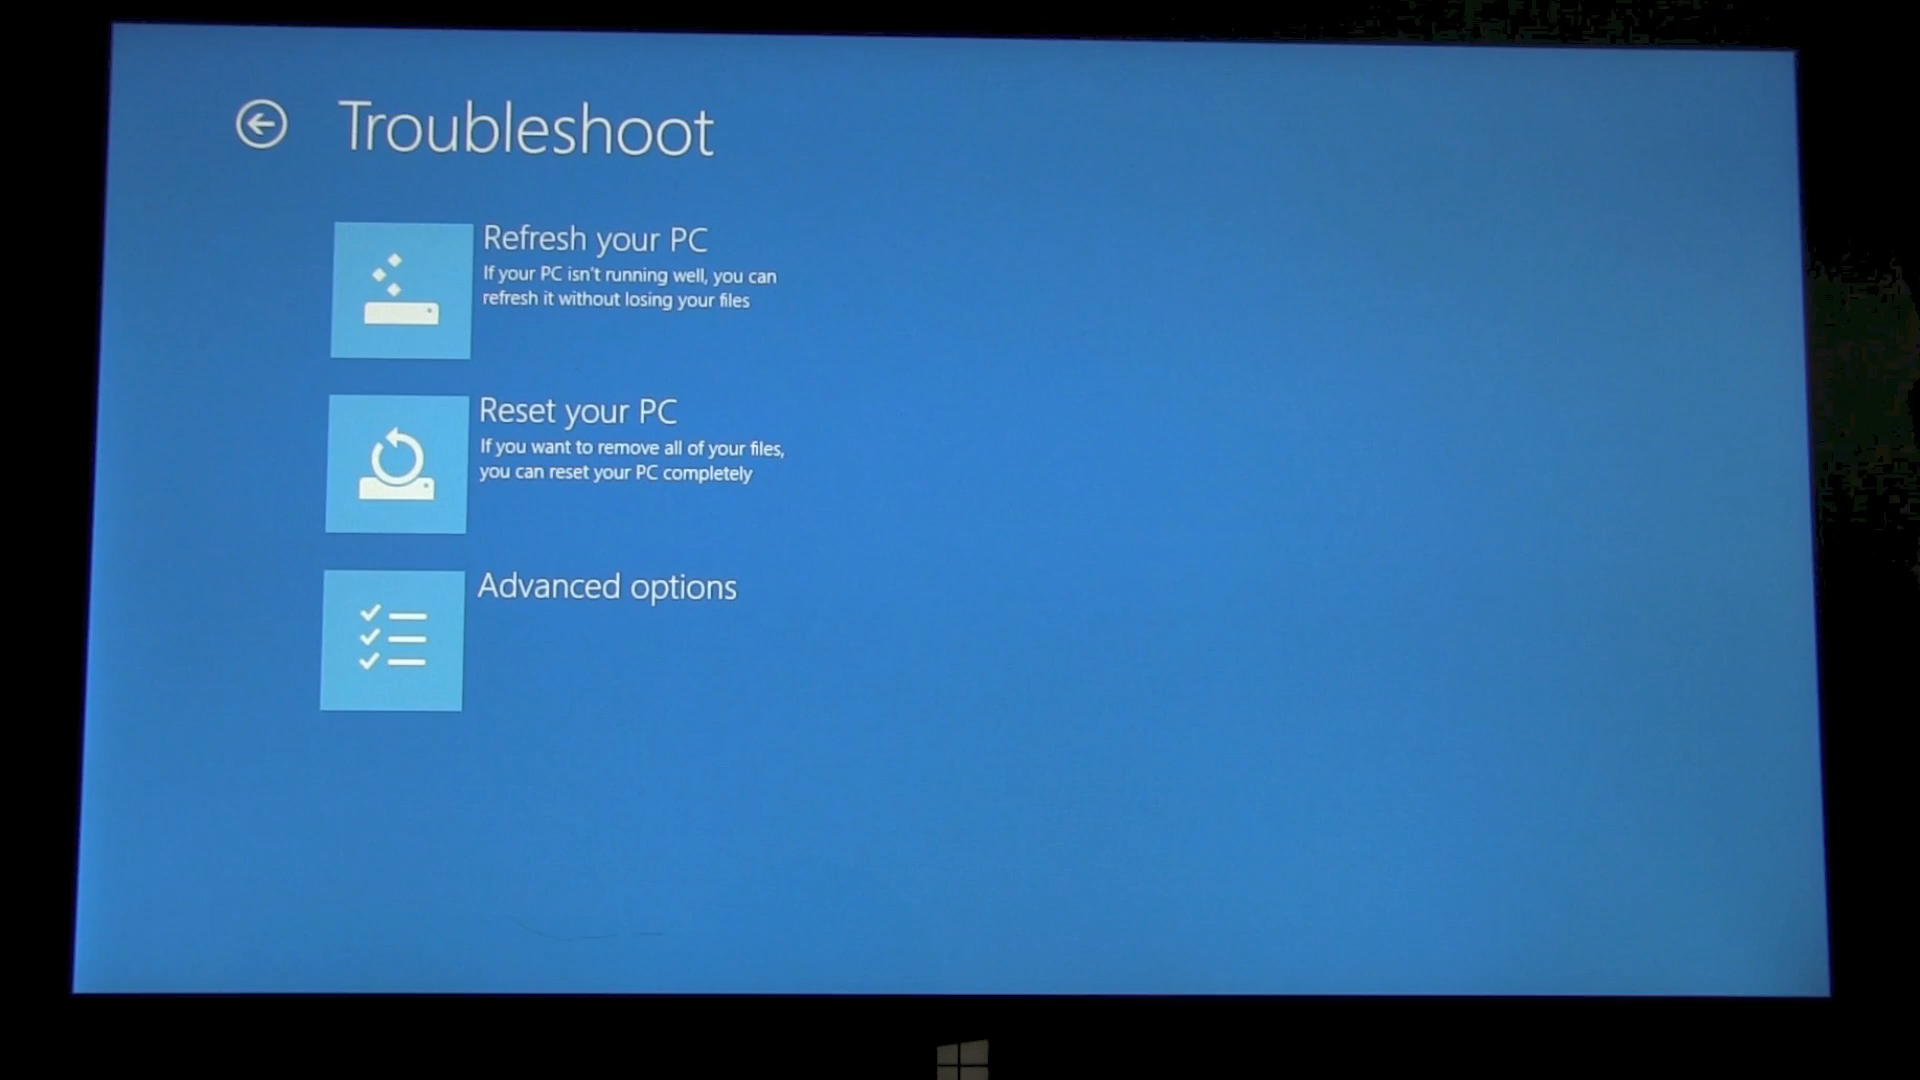 Troubleshoot
Refresh your PC
If your PC isn't running well, you can
refresh it without losing your files
Reset your PC
If you want to remove all of your files,
you can reset your PC completely
Advanced options